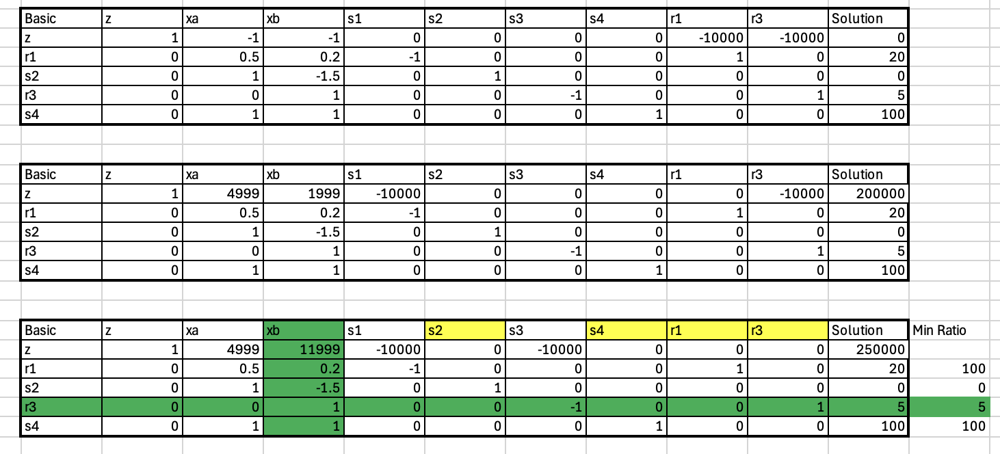 Basic z xa xb s1 s2 s3 s4 r1 r3 Solution
z 1 -1 -1 0 0 0 0 -10000 -10000 0
r1 0 0.5 0.2 -1 0 0 0 1 0 20
s2 0 1 -1.5 0 1 0 0 0 0 0
r3 0 0 1 0 0 -1 0 0 1 5
s4 0 1 1 0 0 0 1 0 0 100
Basic z xa xb s1 s2 s3 s4 r1 r3 Solution
z 1 4999 1999 -10000 0 0 0 0 -10000 200000
r1 0 0.5 0.2 -1 0 0 0 1 0 20
s2 0 1 -1.5 0 1 0 0 0 0 0
r3 0 0 1 0 0 -1 0 0 1 5
s4 0 1 1 0 0 0 1 0 0 100
Basic z xa xb s1 s2 s3 s4 r1 r3 Solution Min Ratio
z 1 4999 11999 -10000 0 -10000 0 0 0 250000
r1 0 0.5 0.2 -1 0 0 0 1 0 20 100
s2 0 1 -1.5 0 1 0 0 0 0 0 0
r3 0 0 1 0 0 -1 0 0 1 5 5
s4 0 1 1 0 0 0 1 0 0 100 100